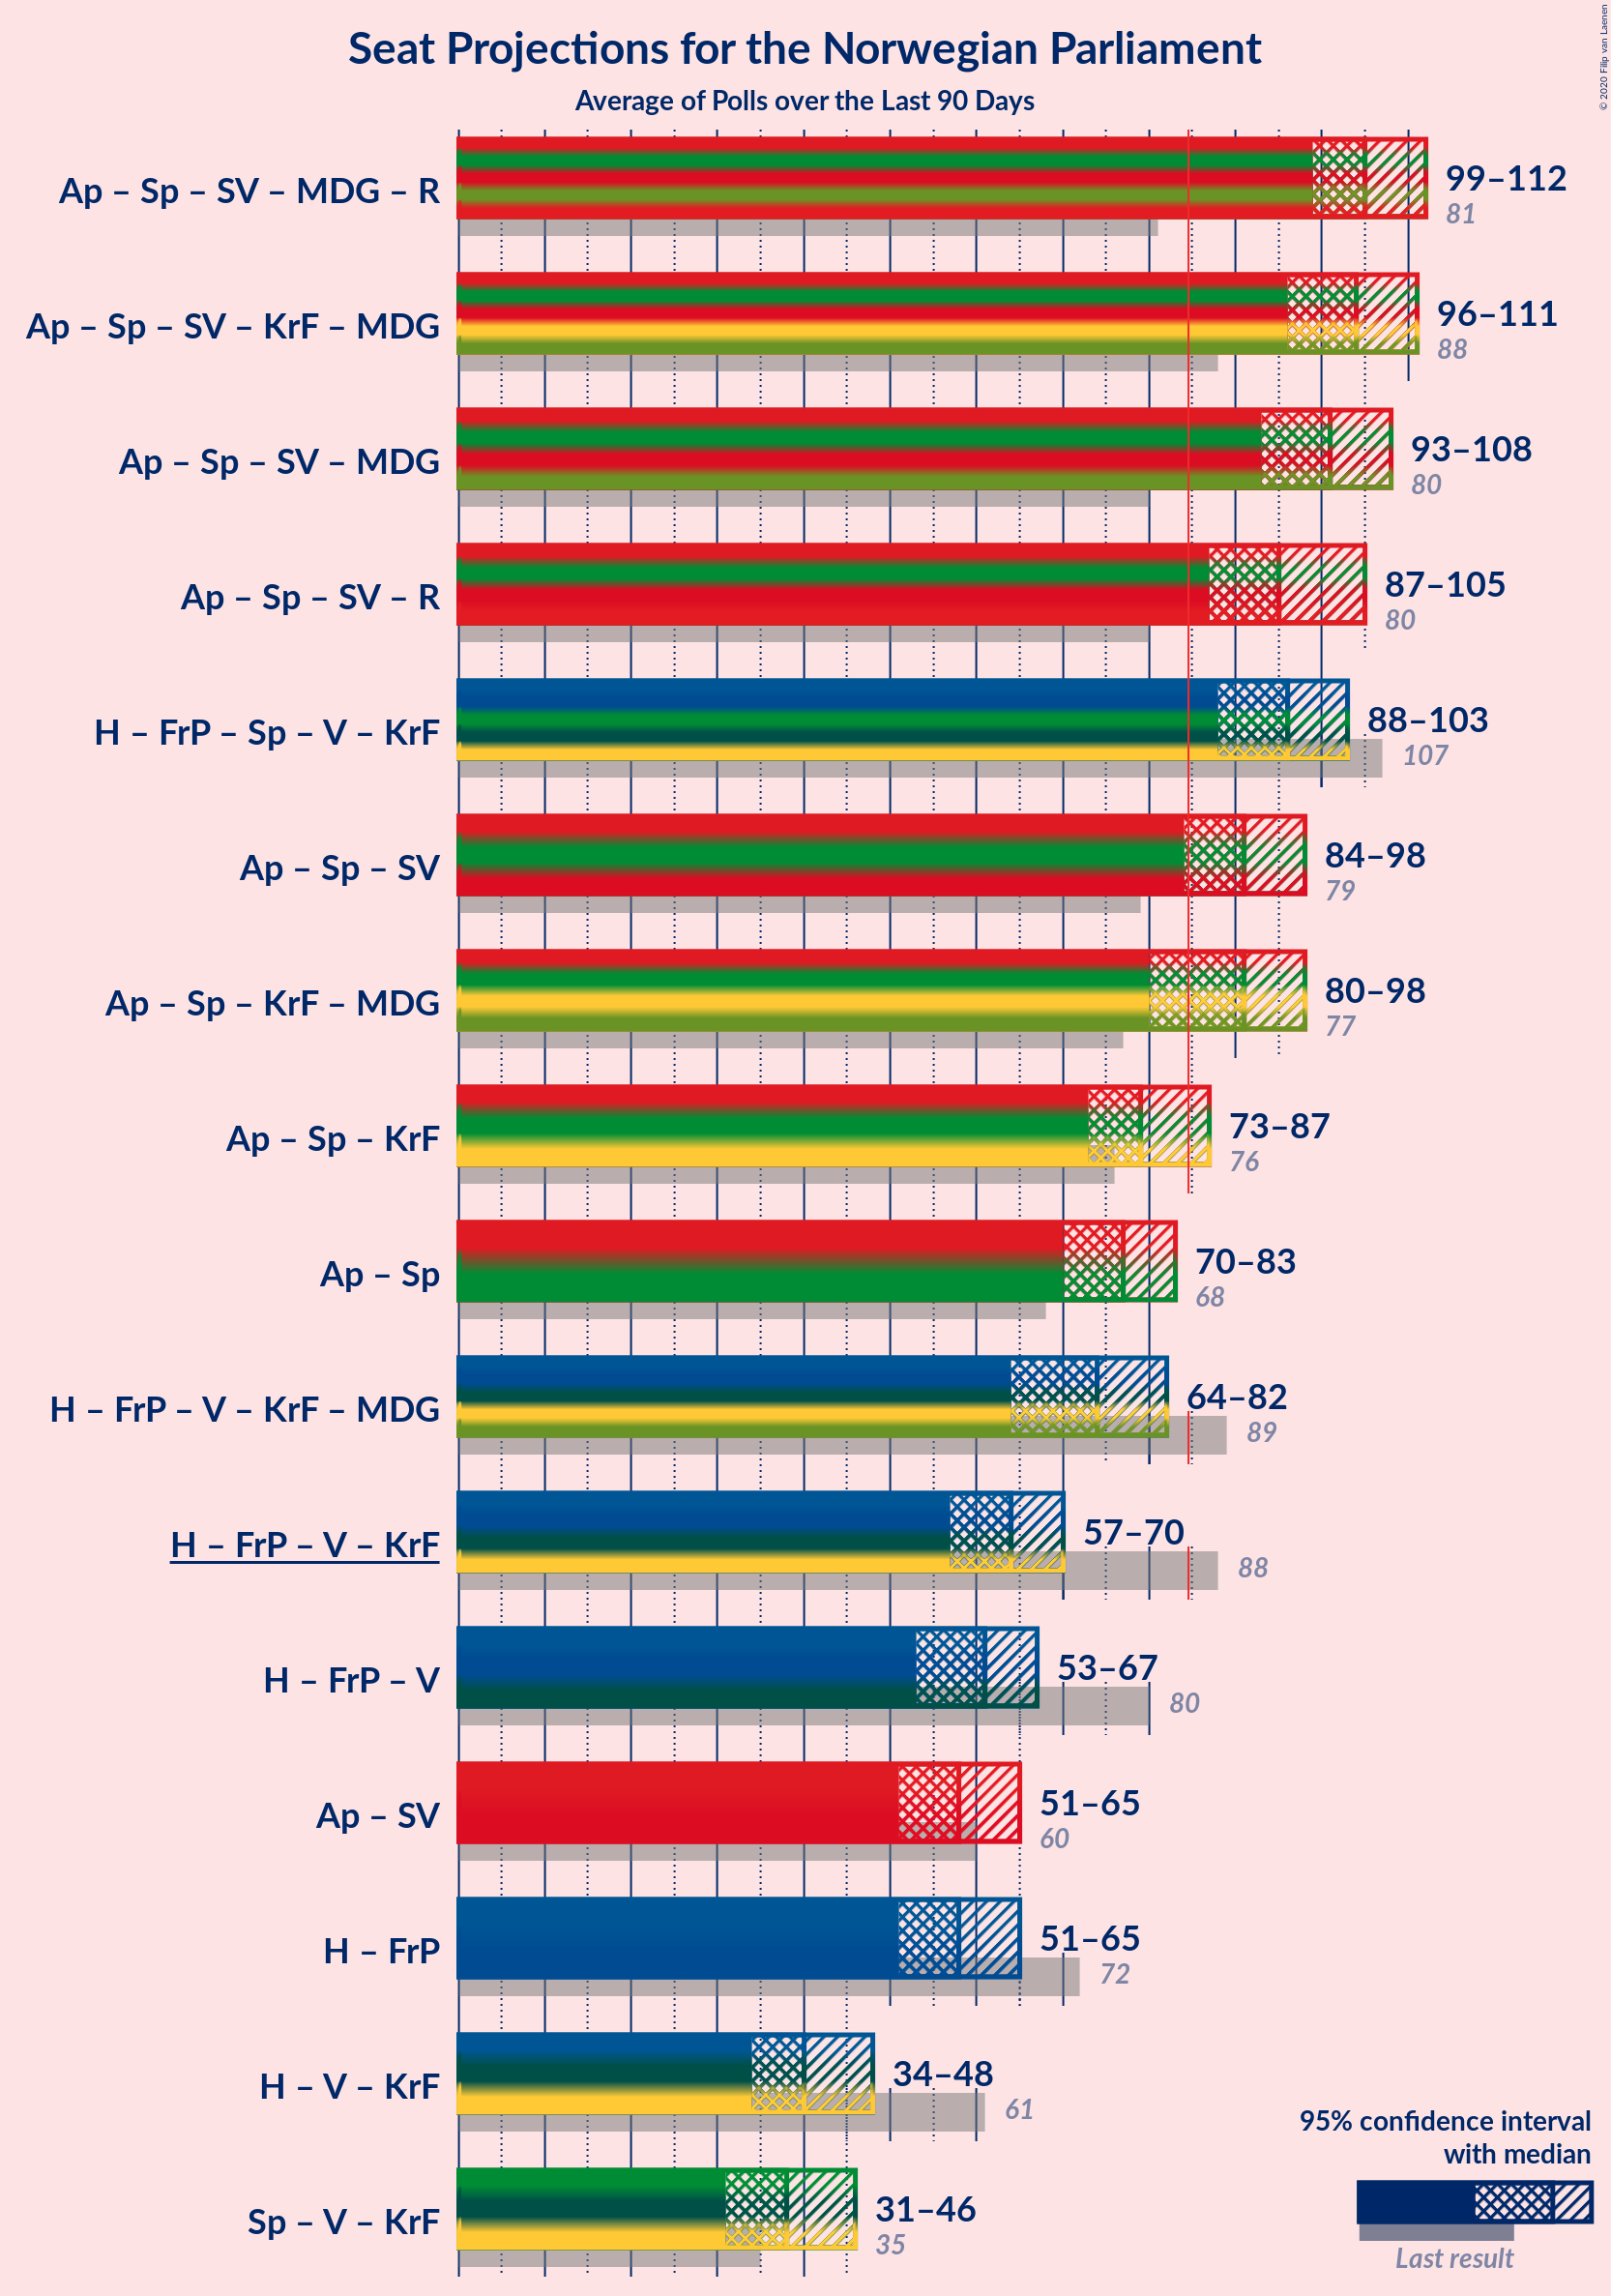 Seat Projections for the Norwegian Parliament
Average of Polls over the Last 90 Days
© 2020 Filip van Laenen
Ap – Sp – SV – MDG – R
99–112
81
Ap – Sp – SV – KrF – MDG
96–111
88
Ap – Sp – SV – MDG
93–108
80
Ap – Sp – SV – R
87–105
80
H – FrP – Sp – V – KrF
88–103
107
Ap – Sp – SV
84–98
79
Ap – Sp – KrF – MDG
80–98
77
Ap – Sp – KrF
73–87
76
Ap – Sp
70–83
68
H – FrP – V – KrF – MDG
64–82
89
H – FrP – V – KrF
57–70
88
H – FrP – V
53–67
80
Ap – SV
51–65
60
H – FrP
51–65
72
H – V – KrF
34–48
61
Sp – V – KrF
31–46
35
95% confidence interval
with median
Last result